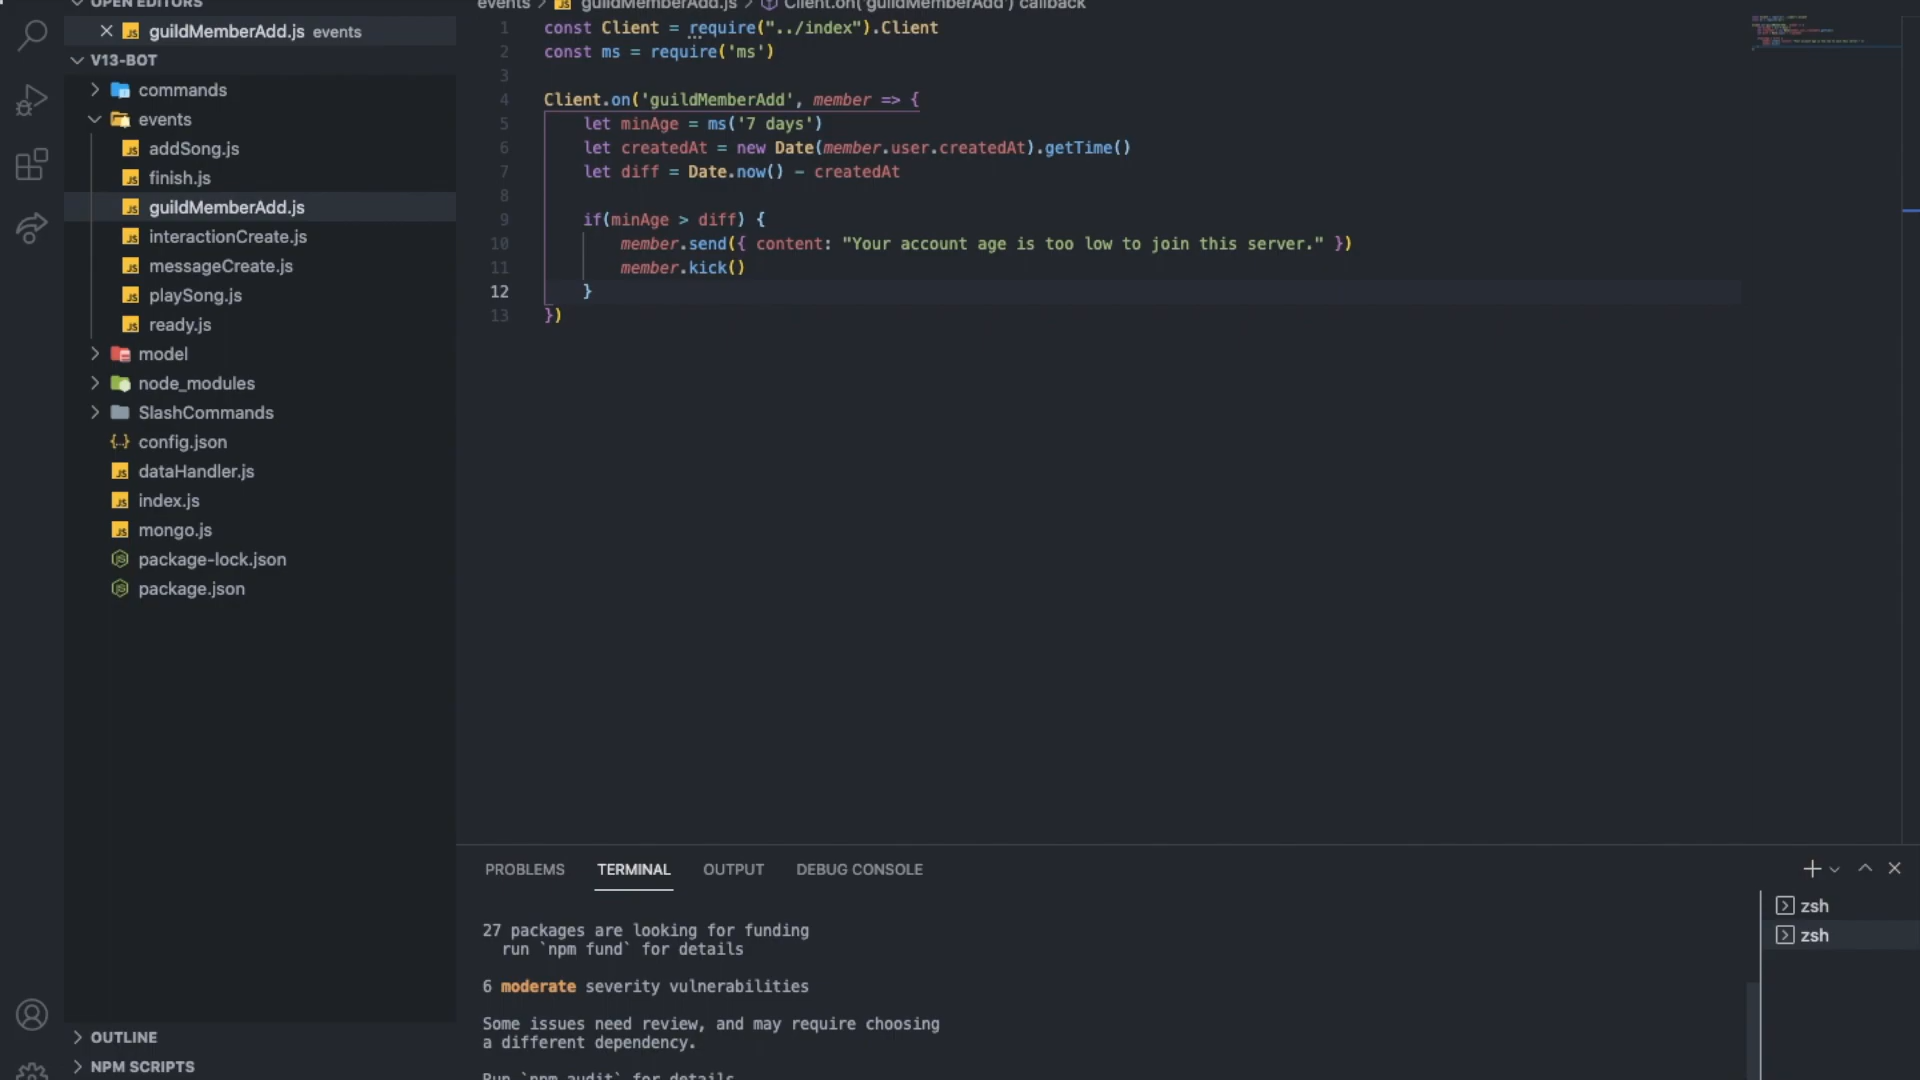 OPEN EDITORS
guildMemberAdd.js events
V13-BOT
commands
events
addSong.js
finish.js
guildMemberAdd.js
interactionCreate.js
messageCreate.js
playSong.js
ready.js
model
node_modules
SlashCommands
config.json
dataHandler.js
index.js
mongo.js
package-lock.json
package.json
OUTLINE
NPM SCRIPTS
events > guildMemberAdd.js > Client.on('guildMemberAdd') callback
1 const Client = require("../index").Client
2 const ms = require('ms')
3
4 Client.on('guildMemberAdd', member => {
5 let minAge = ms('7 days')
6 let createdAt = new Date(member.user.createdAt).getTime()
7 let diff = Date.now() - createdAt
8
9 if(minAge > diff) {
10 member.send({ content: "Your account age is too low to join this server." })
11 member.kick()
12 }
13 })
PROBLEMS TERMINAL OUTPUT DEBUG CONSOLE
27 packages are looking for funding
run `npm fund` for details
6 moderate severity vulnerabilities
Some issues need review, and may require choosing
a different dependency.
Run `npm audit` for details.
zsh
zsh